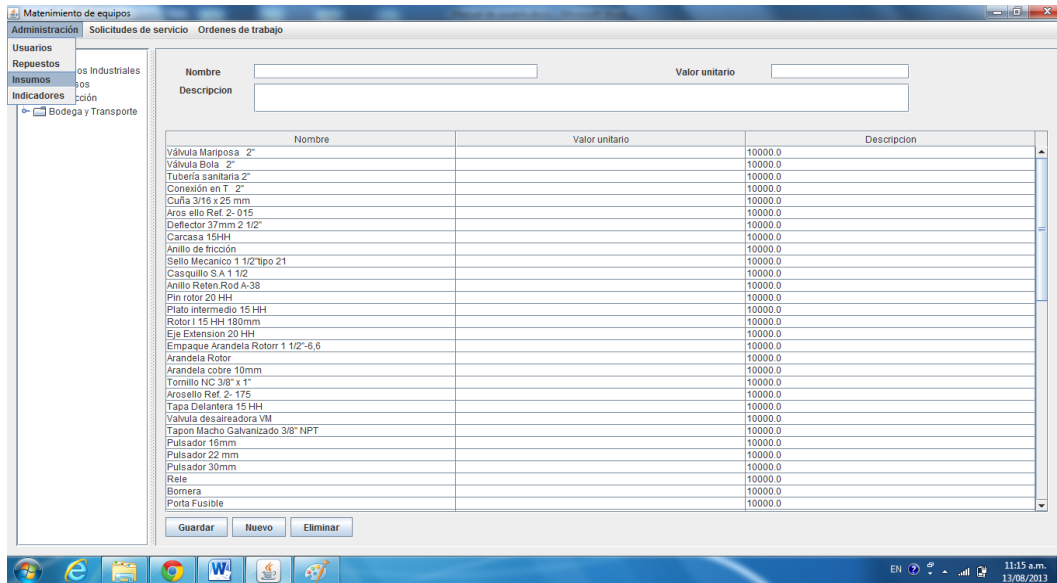 Matenimiento de equipos
Administración Solicitudes de servicio Ordenes de trabajo
Usuarios
Repuestos
Insumos
Indicadores
os Industriales
sos
cción
Bodega y Transporte
Nombre Valor unitario
Descripcion
Nombre Valor unitario Descripcion
Válvula Mariposa 2" 10000.0
Válvula Bola 2" 10000.0
Tubería sanitaria 2" 10000.0
Conexión en T 2" 10000.0
Cuña 3/16 x 25 mm 10000.0
Aros ello Ref. 2- 015 10000.0
Deflector 37mm 2 1/2" 10000.0
Carcasa 15HH 10000.0
Anillo de fricción 10000.0
Sello Mecanico 1 1/2"tipo 21 10000.0
Casquillo S.A 1 1/2 10000.0
Anillo Reten.Rod A-38 10000.0
Pin rotor 20 HH 10000.0
Plato intermedio 15 HH 10000.0
Rotor I 15 HH 180mm 10000.0
Eje Extension 20 HH 10000.0
Empaque Arandela Rotorr 1 1/2"-6,6 10000.0
Arandela Rotor 10000.0
Arandela cobre 10mm 10000.0
Tornillo NC 3/8" x 1" 10000.0
Arosello Ref. 2- 175 10000.0
Tapa Delantera 15 HH 10000.0
Valvula desaireadora VM 10000.0
Tapon Macho Galvanizado 3/8" NPT 10000.0
Pulsador 16mm 10000.0
Pulsador 22 mm 10000.0
Pulsador 30mm 10000.0
Rele 10000.0
Bornera 10000.0
Porta Fusible 10000.0
Guardar Nuevo Eliminar
EN 11:15 a.m.
13/08/2013